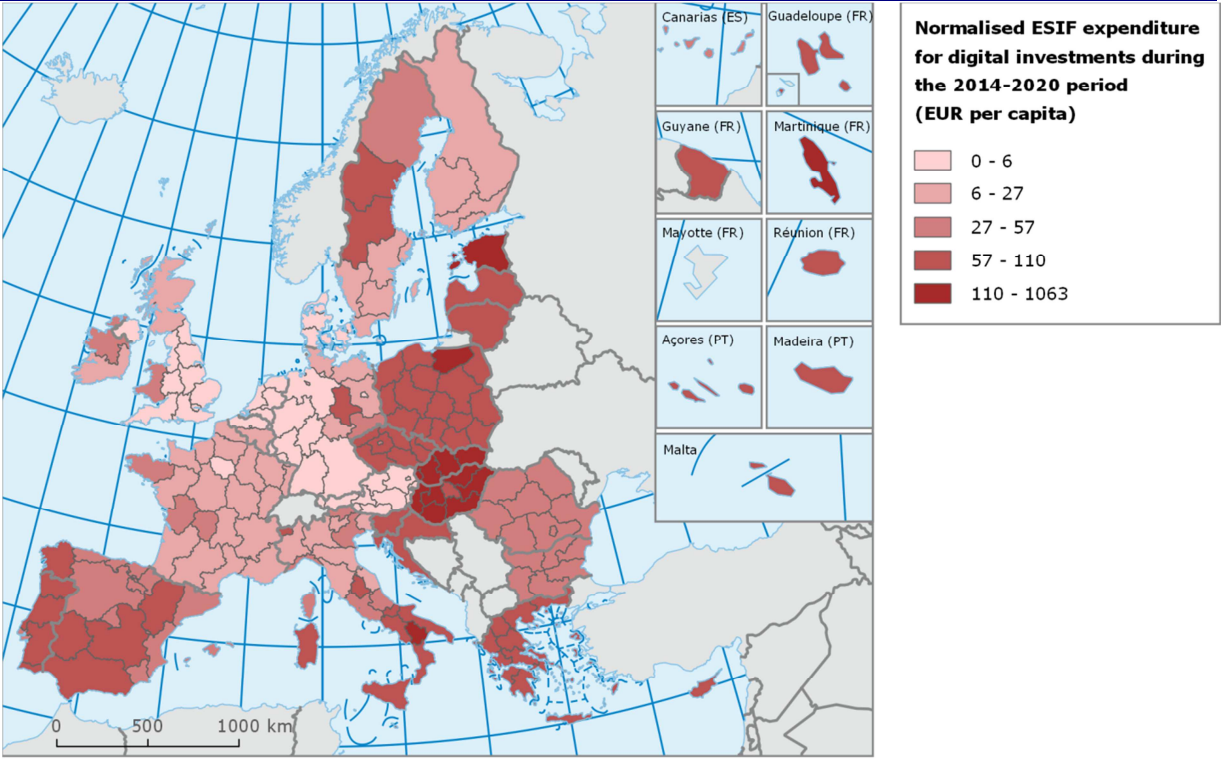 Canarias (ES)
Guadeloupe (FR)
Guyane (FR)
Martinique (FR)
Mayotte (FR)
Réunion (FR)
Açores (PT)
Madeira (PT)
Malta
0 500 1000 km
Normalised ESIF expenditure
for digital investments during
the 2014-2020 period
(EUR per capita)
0 - 6
6 - 27
27 - 57
57 - 110
110 - 1063